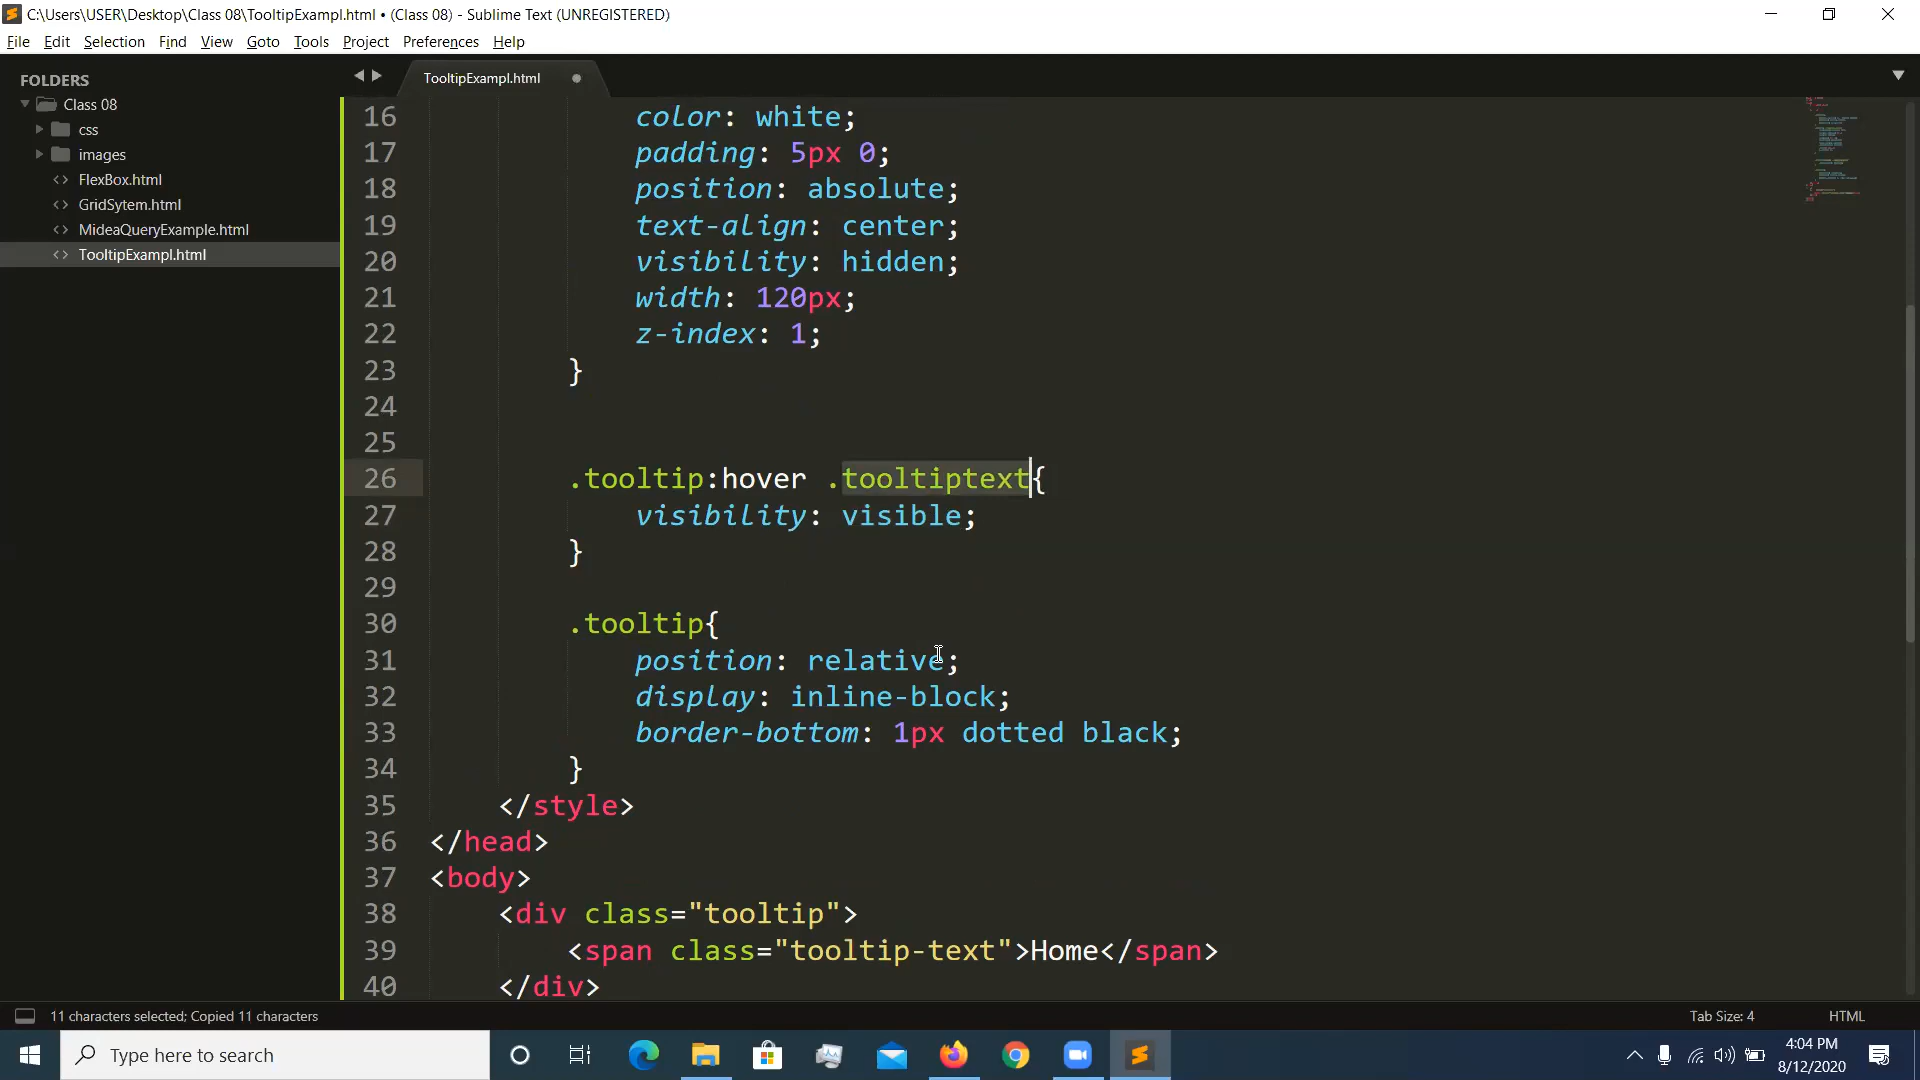 C:\Users\USER\Desktop\Class 08\TooltipExampl.html • (Class 08) - Sublime Text (UNREGISTERED)
File Edit Selection Find View Goto Tools Project Preferences Help
FOLDERS
Class 08
css
images
FlexBox.html
GridSytem.html
MideaQueryExample.html
TooltipExampl.html
TooltipExampl.html
16 color: white;
17 padding: 5px 0;
18 position: absolute;
19 text-align: center;
20 visibility: hidden;
21 width: 120px;
22 z-index: 1;
23 }
24
25
26 .tooltip:hover .tooltiptext{
27 visibility: visible;
28 }
29
30 .tooltip{
31 position: relative;
32 display: inline-block;
33 border-bottom: 1px dotted black;
34 }
35 </style>
36 </head>
37 <body>
38 <div class="tooltip">
39 <span class="tooltip-text">Home</span>
40 </div>
11 characters selected; Copied 11 characters
Tab Size: 4
HTML
Type here to search
4:04 PM
8/12/2020